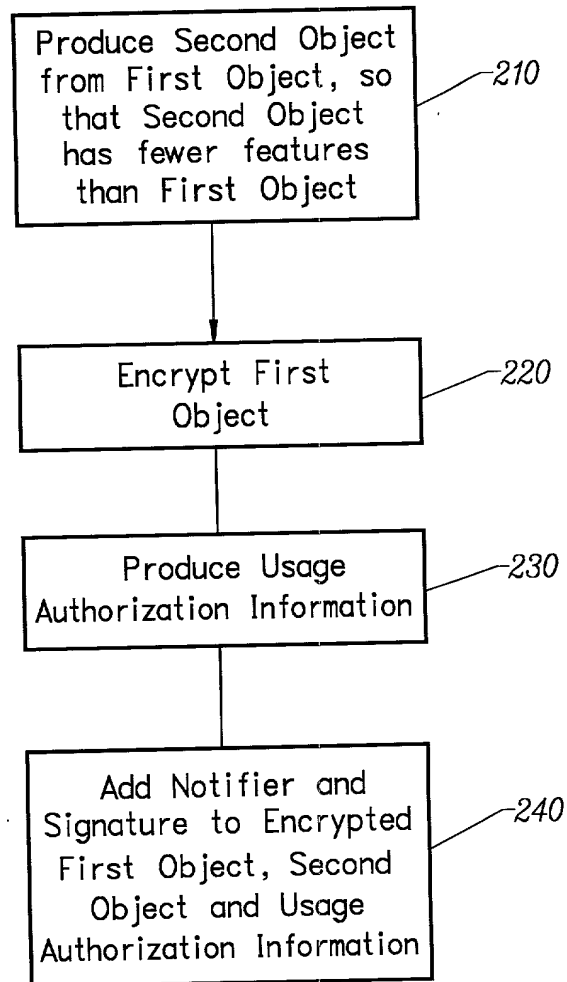 Produce Second Object
from First Object, so
that Second Object
has fewer features
than First Object
210
Encrypt First
Object
220
Produce Usage
Authorization Information
230
Add Notifier and
Signature to Encrypted
First Object, Second
Object and Usage
Authorization Information
240